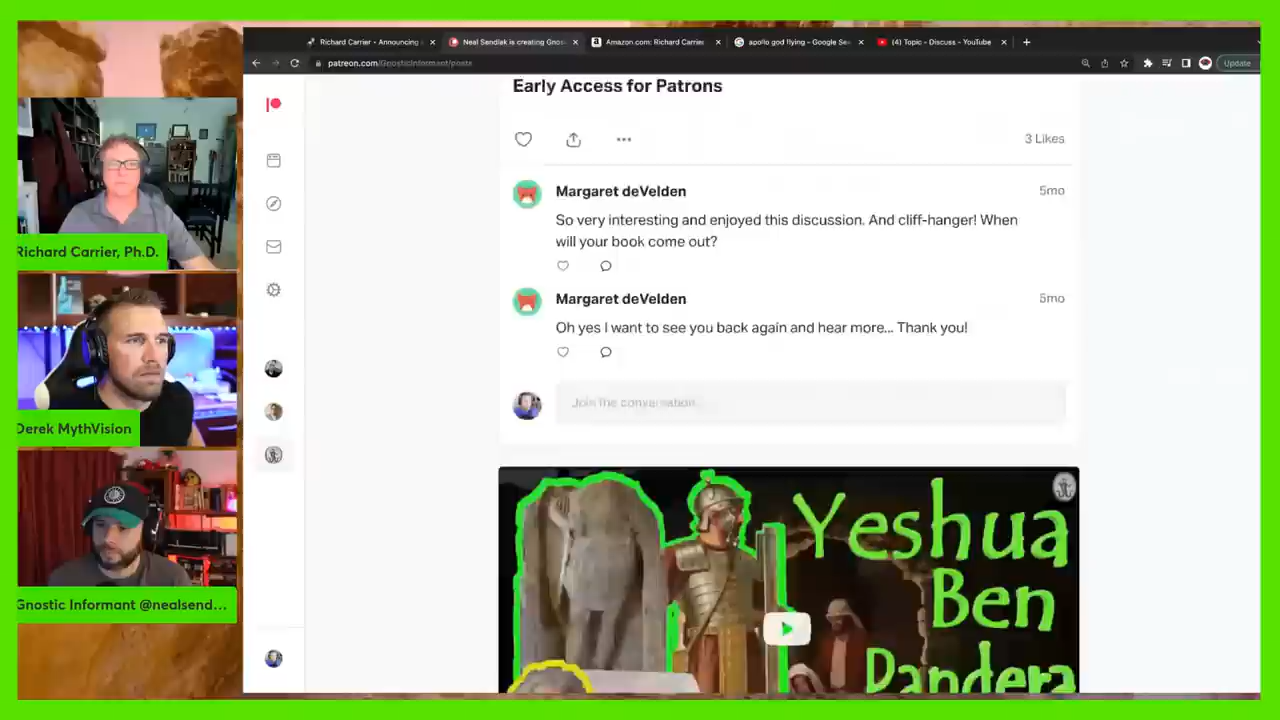 Richard Carrier - Announcing
Neal Sendlak is creating Gnos
Amazon.com: Richard Carrier
apollo god flying - Google Sea
(4) Topic - Discuss - YouTube
patreon.com/GnosticInformant/posts
Update
Early Access for Patrons
3 Likes
Margaret deVelden
5mo
So very interesting and enjoyed this discussion. And cliff-hanger! When
will your book come out?
Margaret deVelden
5mo
Oh yes I want to see you back again and hear more... Thank you!
Join the conversation...
Yeshua
Ben
Pandera
Richard Carrier, Ph.D.
Derek MythVision
Gnostic Informant @nealsend...